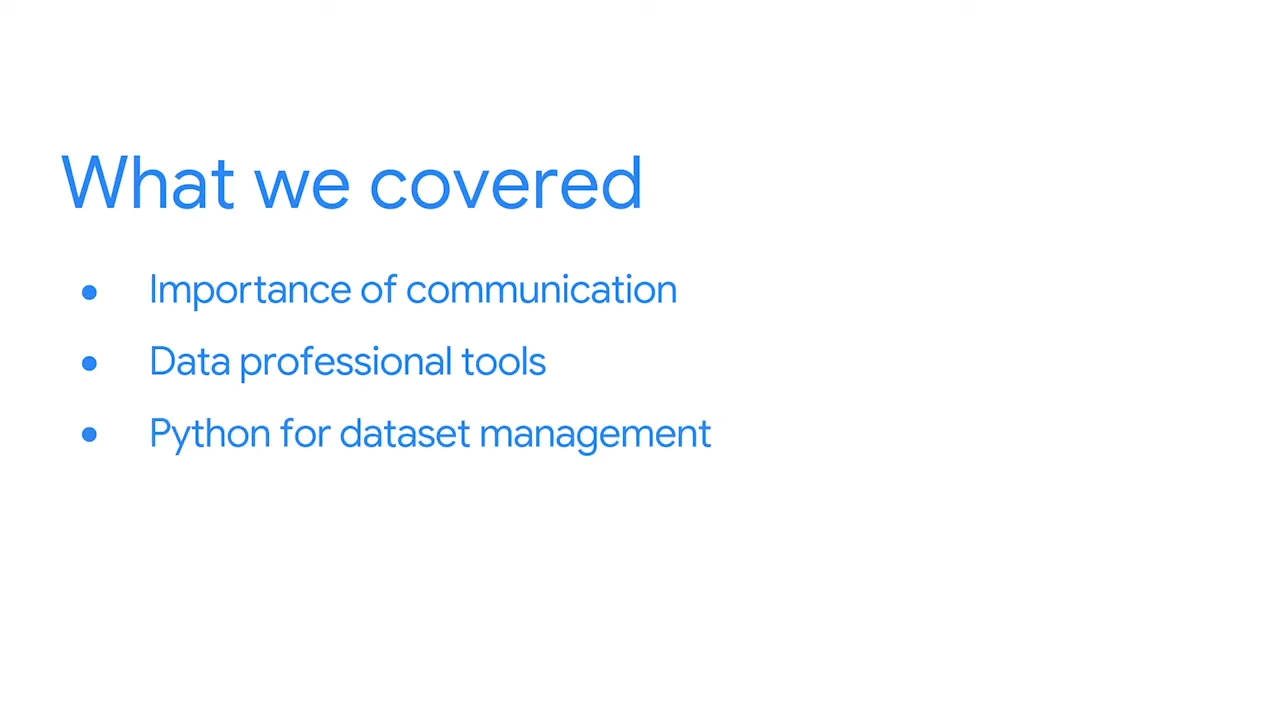 What we covered
● Importance of communication
● Data professional tools
● Python for dataset management